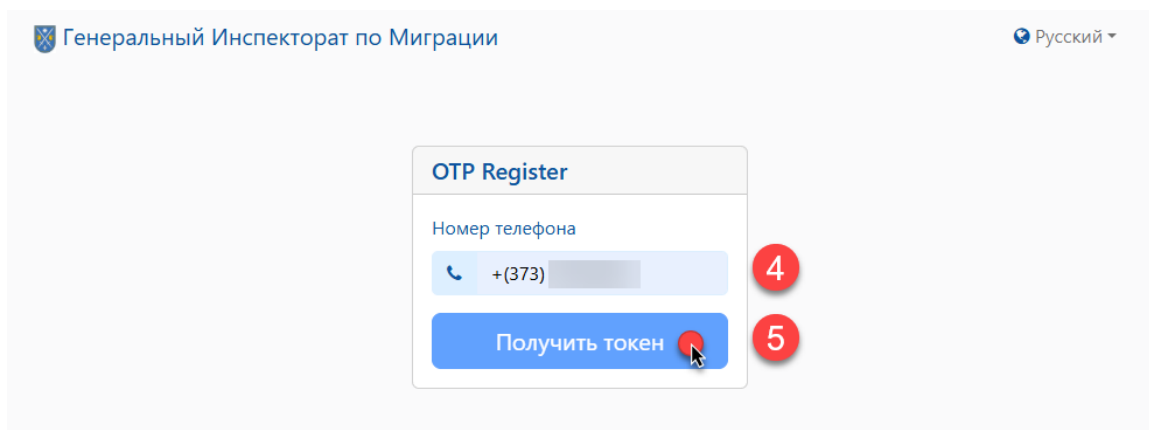 Генеральный Инспекторат по Миграции
Русский
OTP Register
Номер телефона
+(373)
4
Получить токен
5